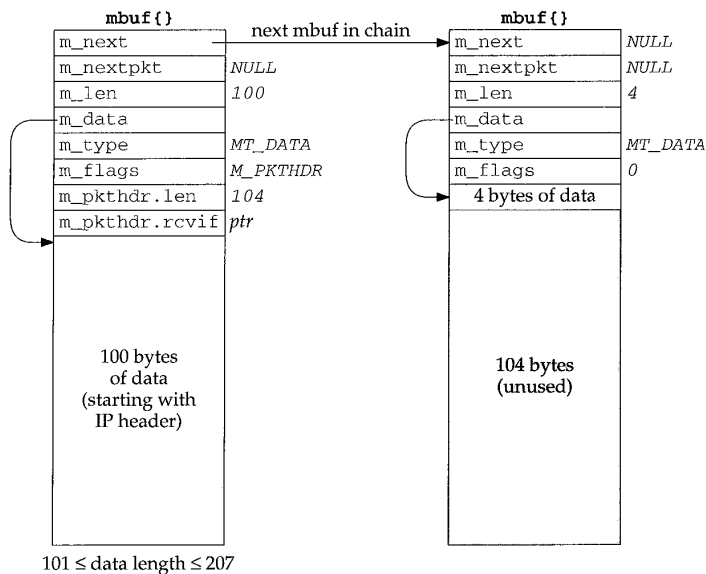 mbuf{}
m_next
m_nextpkt NULL
m_len 100
m_data
m_type MT_DATA
m_flags M_PKTHDR
m_pkthdr.len 104
m_pkthdr.rcvif ptr
100 bytes
of data
(starting with
IP header)
101 ≤ data length ≤ 207
next mbuf in chain
mbuf{}
m_next NULL
m_nextpkt NULL
m_len 4
m_data
m_type MT_DATA
m_flags 0
4 bytes of data
104 bytes
(unused)